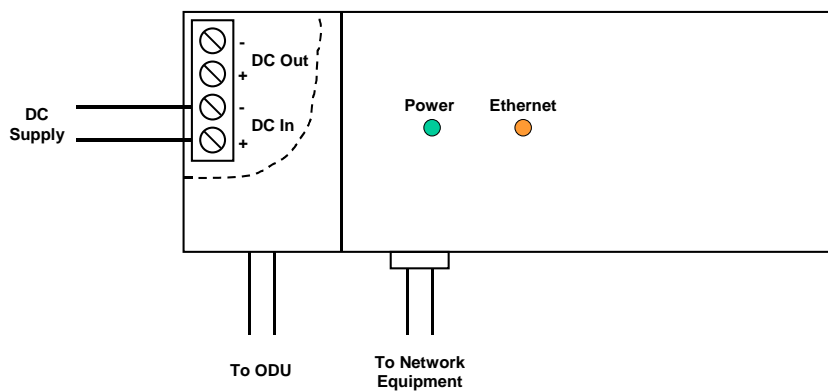 -
DC Out
+
-
DC In
+
DC
Supply
Power
Ethernet
To ODU
To Network
Equipment